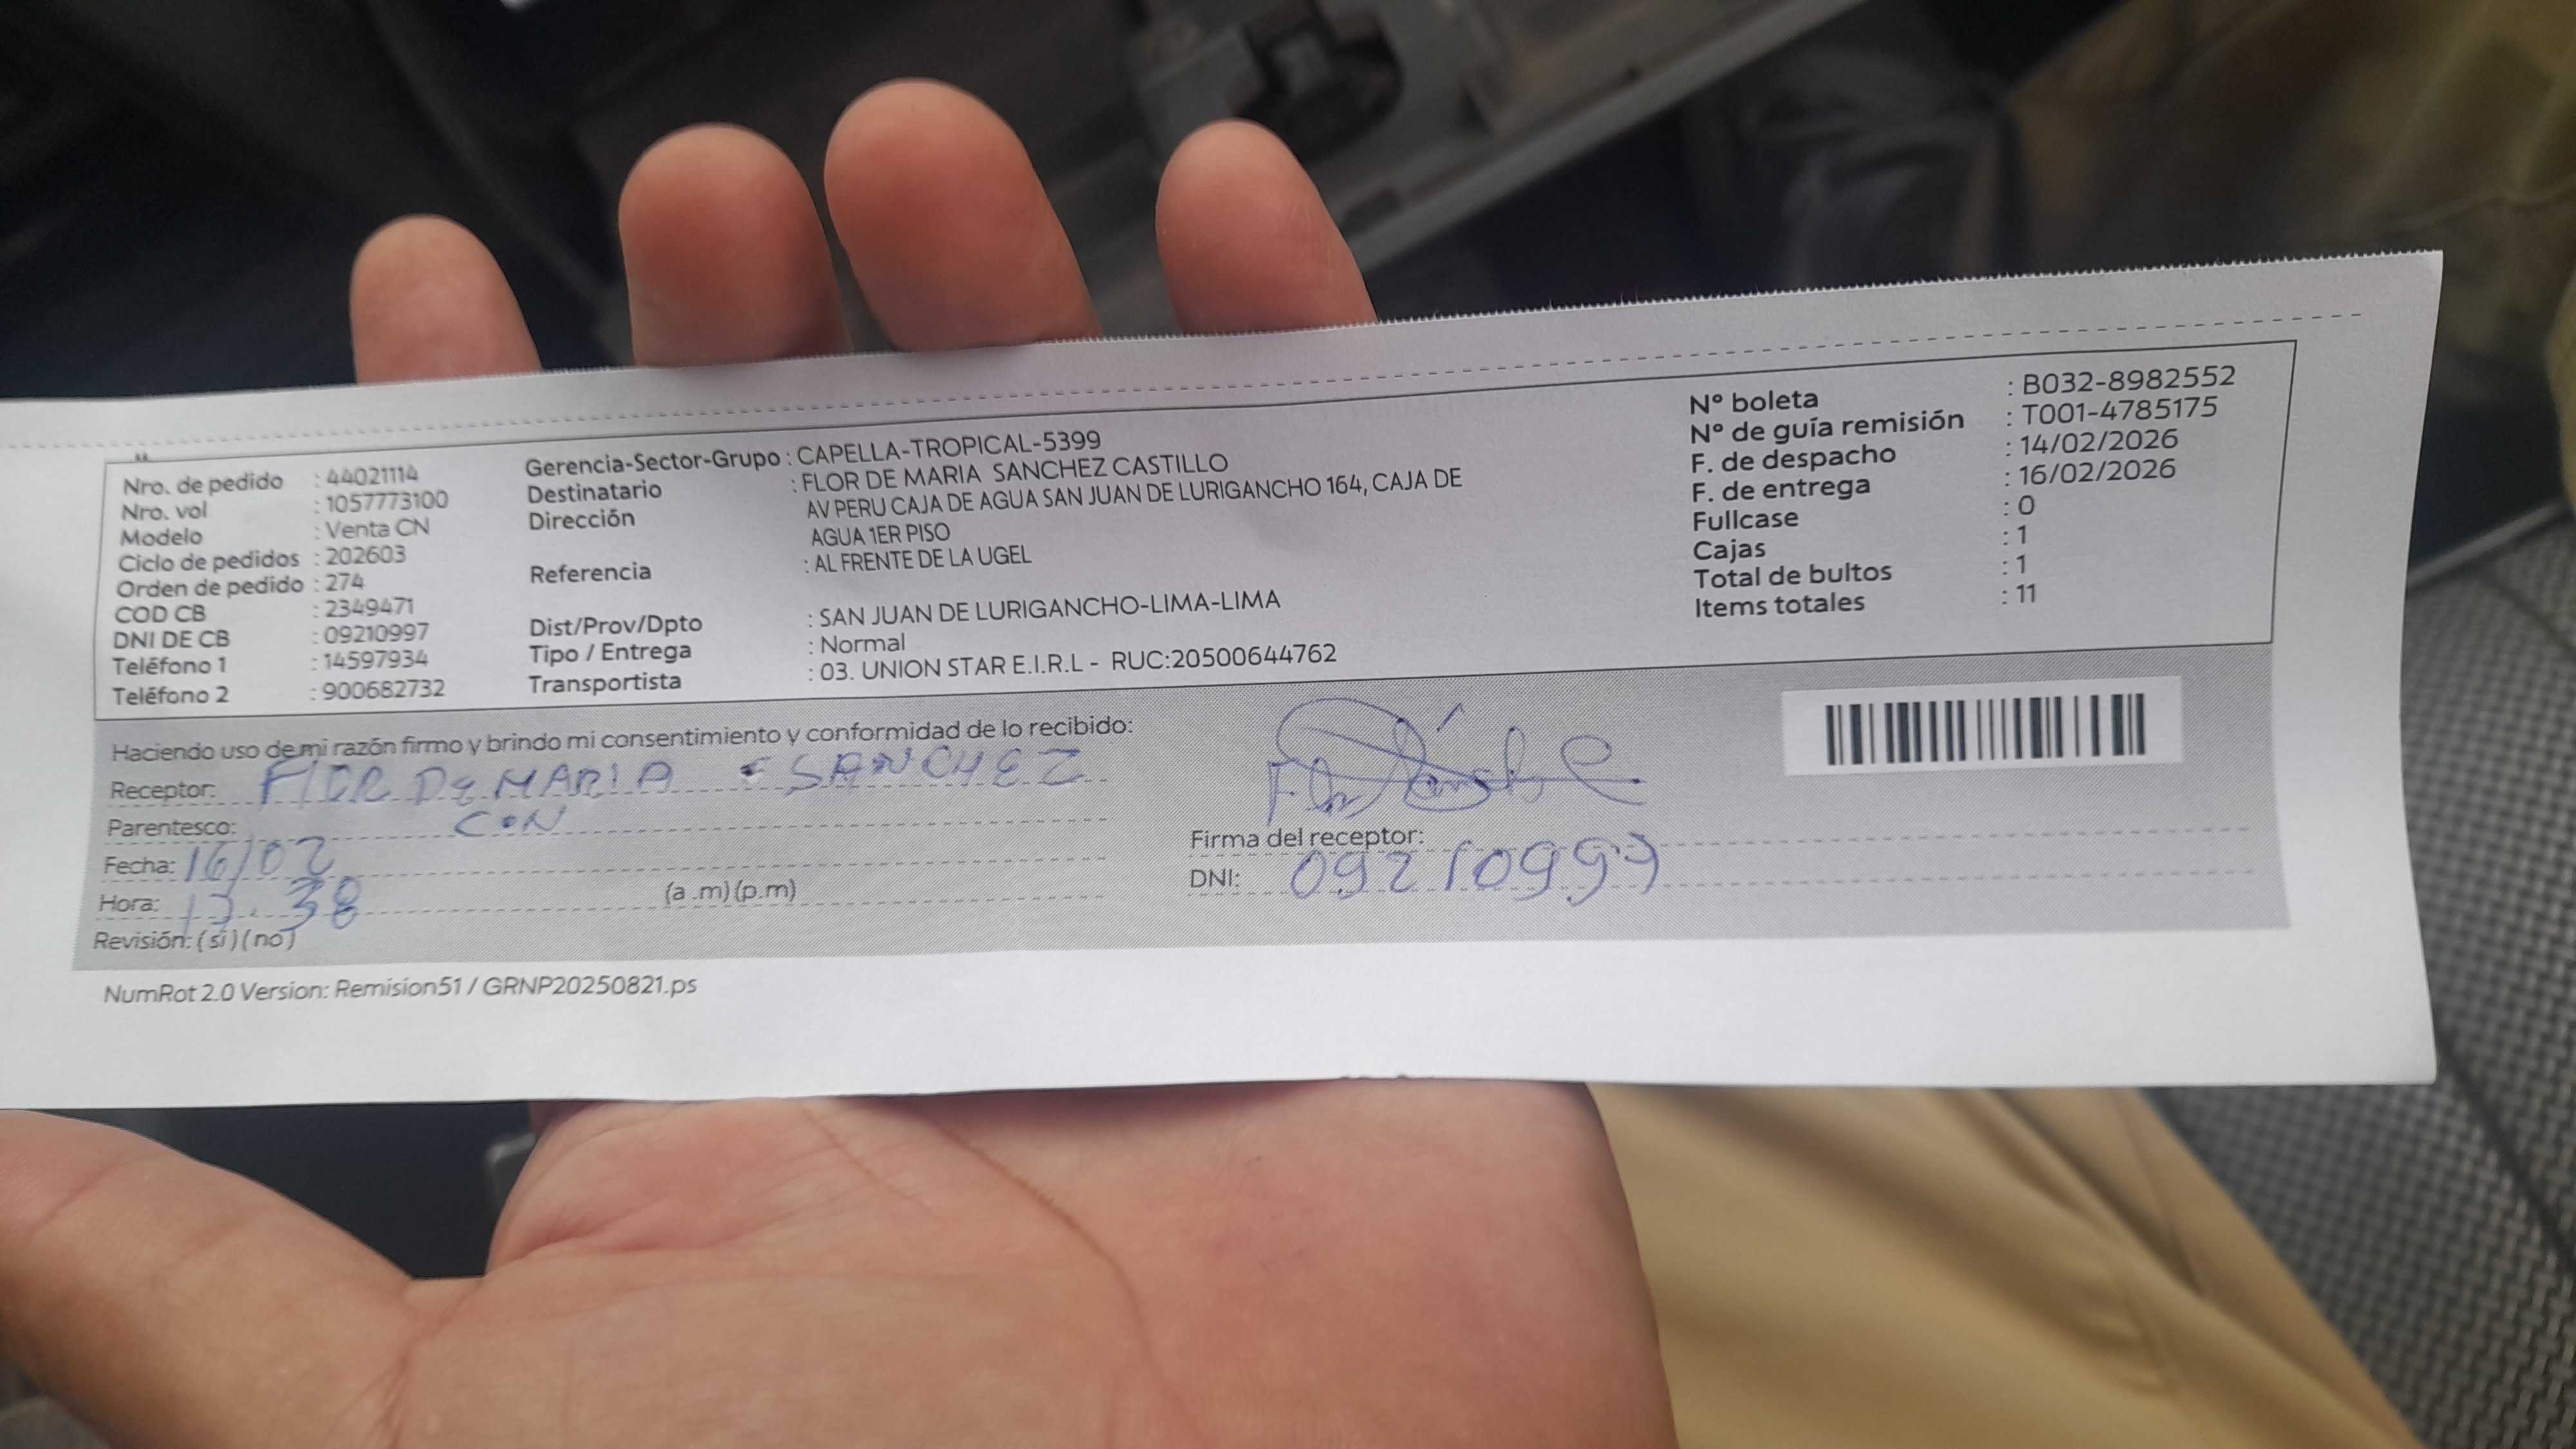 Nro. de pedido : 44021114
Nro. vol : 1057773100
Modelo : Venta CN
Ciclo de pedidos : 202603
Orden de pedido : 274
COD CB : 2349471
DNI DE CB : 09210997
Teléfono 1 : 14597934
Teléfono 2 : 900682732
Gerencia-Sector-Grupo : CAPELLA-TROPICAL-5399
Destinatario : FLOR DE MARIA SANCHEZ CASTILLO
Dirección AV PERU CAJA DE AGUA SAN JUAN DE LURIGANCHO 164, CAJA DE
AGUA 1ER PISO
Referencia : AL FRENTE DE LA UGEL
Dist/Prov/Dpto : SAN JUAN DE LURIGANCHO-LIMA-LIMA
Tipo / Entrega : Normal
Transportista : 03. UNION STAR E.I.R.L - RUC:20500644762
Nº boleta : B032-8982552
Nº de guía remisión : T001-4785175
F. de despacho : 14/02/2026
F. de entrega : 16/02/2026
Fullcase : 0
Cajas : 1
Total de bultos : 1
Items totales : 11
Haciendo uso de mi razón firmo y brindo mi consentimiento y conformidad de lo recibido:
Receptor: FlOR DE MARIA SANCHEZ
Parentesco: CON
Fecha: 16/02
Hora: 38 (a .m) (p.m)
Revisión: (si) (no)
Firma del receptor:
DNI: 09210997
NumRot 2.0 Version: Remision51 / GRNP20250821.ps